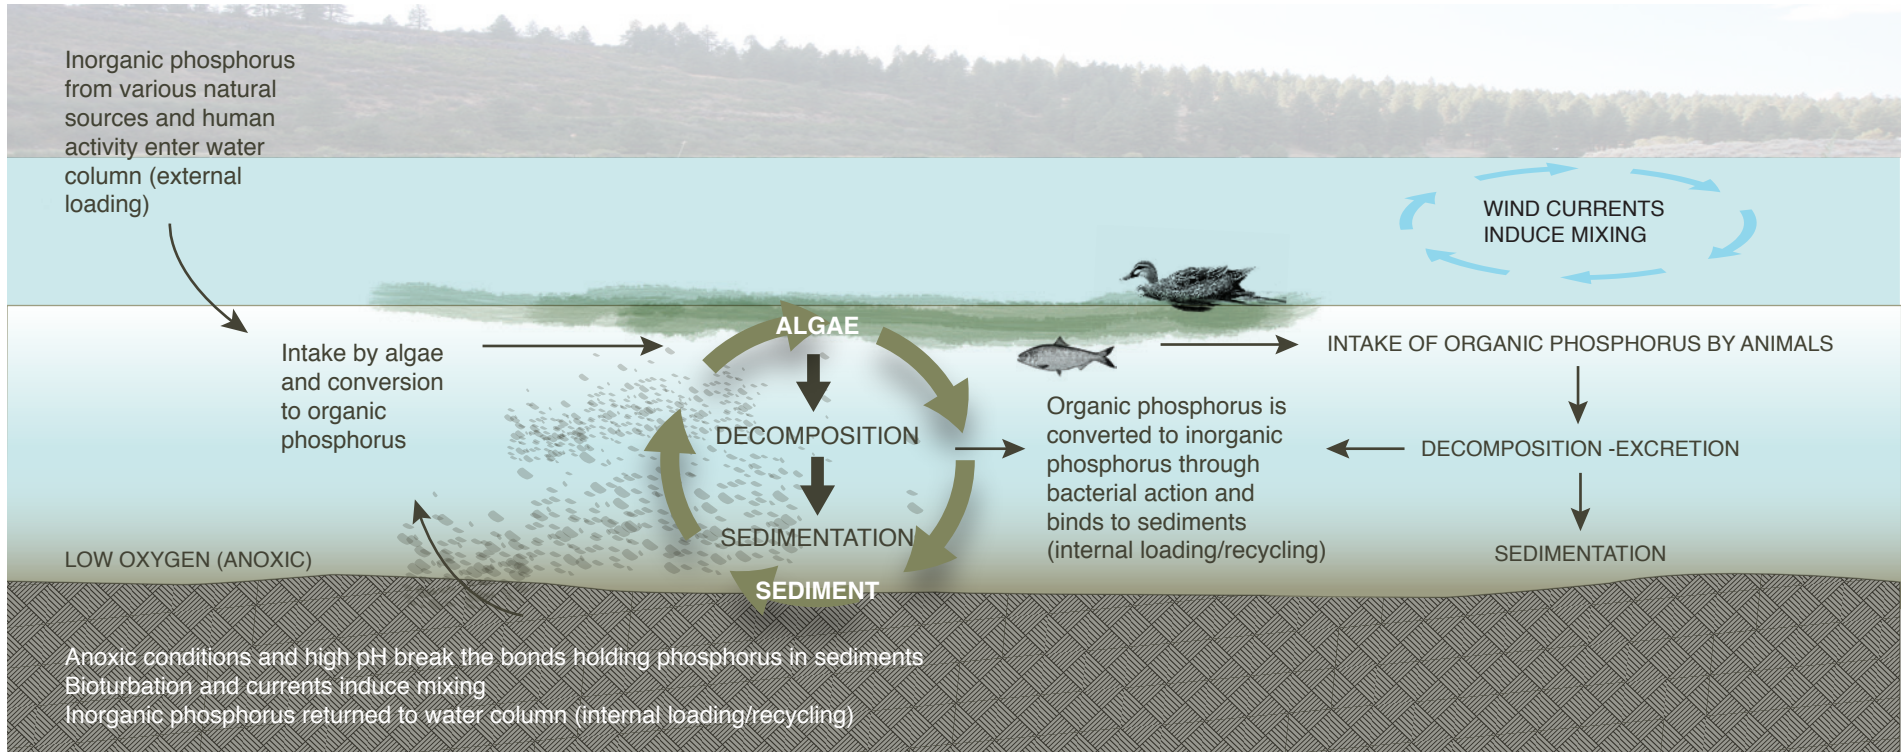 Inorganic phosphorus
from various natural
sources and human
activity enter water
column (external
loading)
WIND CURRENTS
INDUCE MIXING
ALGAE
Intake by algae
and conversion
to organic
phosphorus
INTAKE OF ORGANIC PHOSPHORUS BY ANIMALS
DECOMPOSITION
Organic phosphorus is
converted to inorganic
phosphorus through
bacterial action and
binds to sediments
(internal loading/recycling)
DECOMPOSITION -EXCRETION
SEDIMENTATION
SEDIMENTATION
LOW OXYGEN (ANOXIC)
SEDIMENT
Anoxic conditions and high pH break the bonds holding phosphorus in sediments
Bioturbation and currents induce mixing
Inorganic phosphorus returned to water column (internal loading/recycling)